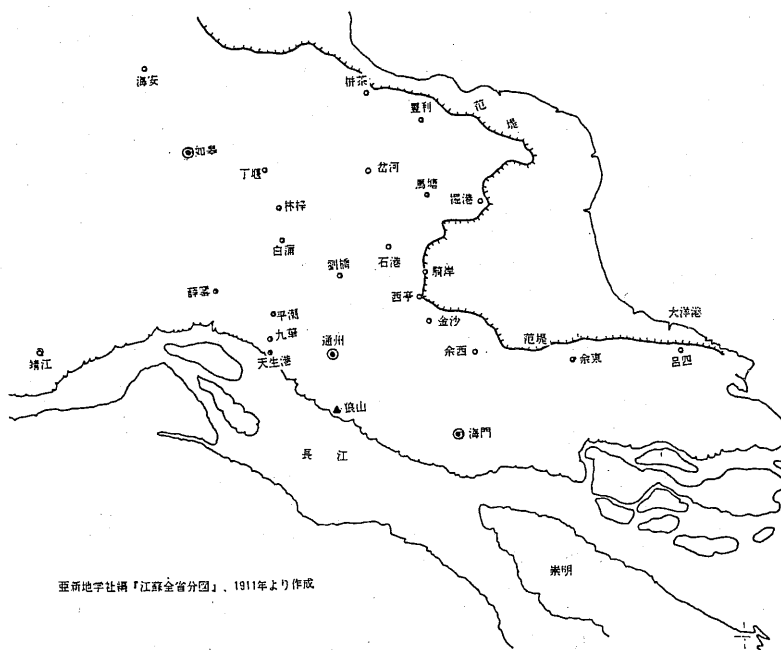 海安
栟茶
豐利
范
堤
如皋
丁堰
岔河
馬塘
掘港
林梓
白蒲
劉橋
石港
騎岸
薛窰
西亭
平潮
金沙
大洋港
九華
通州
余西
范堤
余東
呂四
靖江
天生港
狼山
海門
長江
崇明
亜新地学社編『江蘇全省分図』、1911年より作成